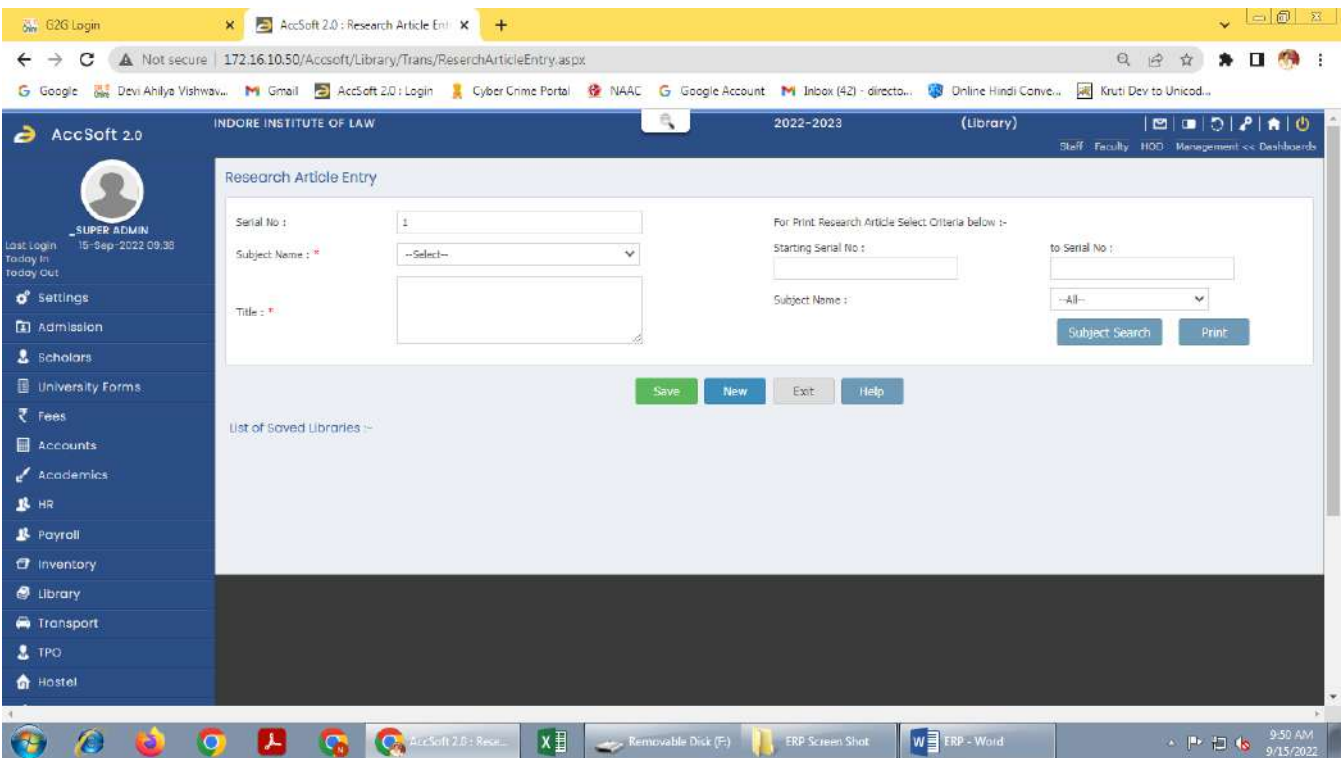 G2G Login
AccSoft 2.0 : Research Article Ent
Not secure 172.16.10.50/Accsoft/Library/Trans/ReserchArticleEntry.aspx
Google Devi Ahilya Vishwav... Gmail AccSoft 2.0 : Login Cyber Crime Portal NAAC Google Account Inbox (42) - directo... Online Hindi Conve... Kruti Dev to Unicod...
AccSoft 2.0 INDORE INSTITUTE OF LAW 2022-2023 (Library)
Staff Faculty HOD Management << Dashboards
_SUPER ADMIN
Last Login 15-Sep-2022 09:38
Today In
Today Out
Settings
Admission
Scholars
University Forms
Fees
Accounts
Academics
HR
Payroll
Inventory
Library
Transport
TPO
Hostel
Research Article Entry
Serial No : 1
Subject Name : * --Select--
Title : *
For Print Research Article Select Criteria below :-
Starting Serial No : to Serial No :
Subject Name : --All--
Subject Search Print
Save New Exit Help
List of Saved Libraries :-
AccSoft 2.0 : Rese... Removable Disk (F:) ERP Screen Shot ERP - Word
9:50 AM
9/15/2022